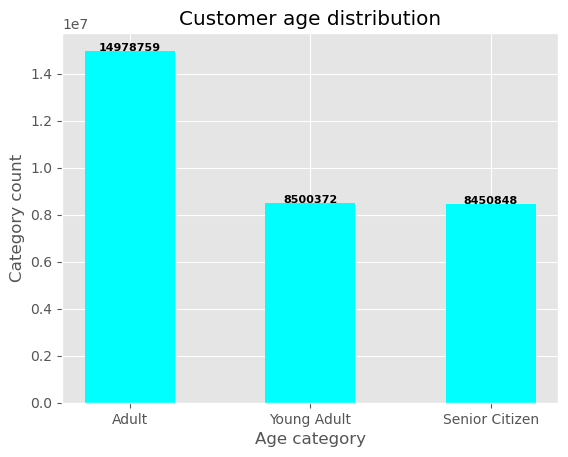 Customer age distribution
1e7
14978759
8500372
8450848
1.4
1.2
1.0
0.8
0.6
0.4
0.2
0.0
Category count
Adult
Young Adult
Senior Citizen
Age category